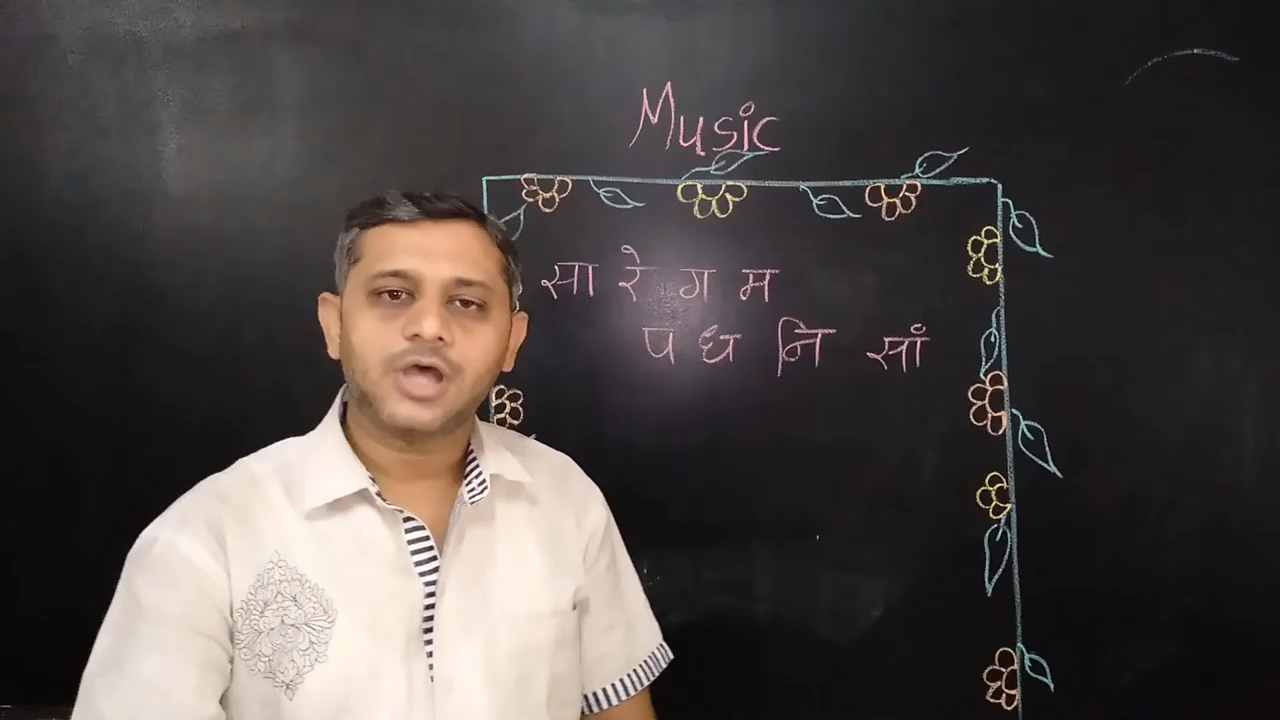 Music
सा रे ग म
प ध नि सां